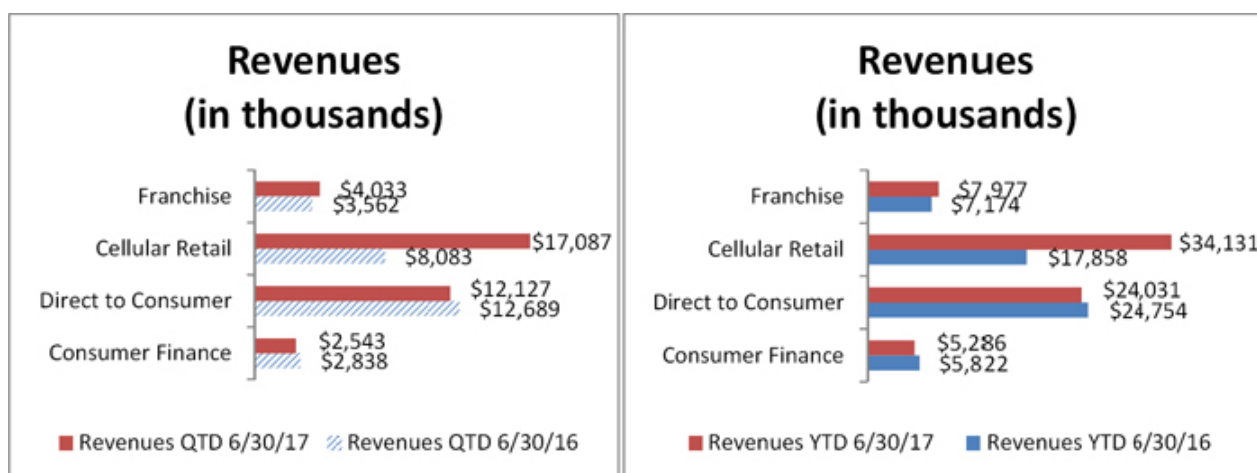 Revenues
(in thousands)
Franchise
$4,033
$3,562
Cellular Retail
$17,087
$8,083
Direct to Consumer
$12,127
$12,689
Consumer Finance
$2,543
$2,838
Revenues QTD 6/30/17 Revenues QTD 6/30/16
Revenues
(in thousands)
Franchise
$7,977
$7,174
Cellular Retail
$34,131
$17,858
Direct to Consumer
$24,031
$24,754
Consumer Finance
$5,286
$5,822
Revenues YTD 6/30/17 Revenues YTD 6/30/16